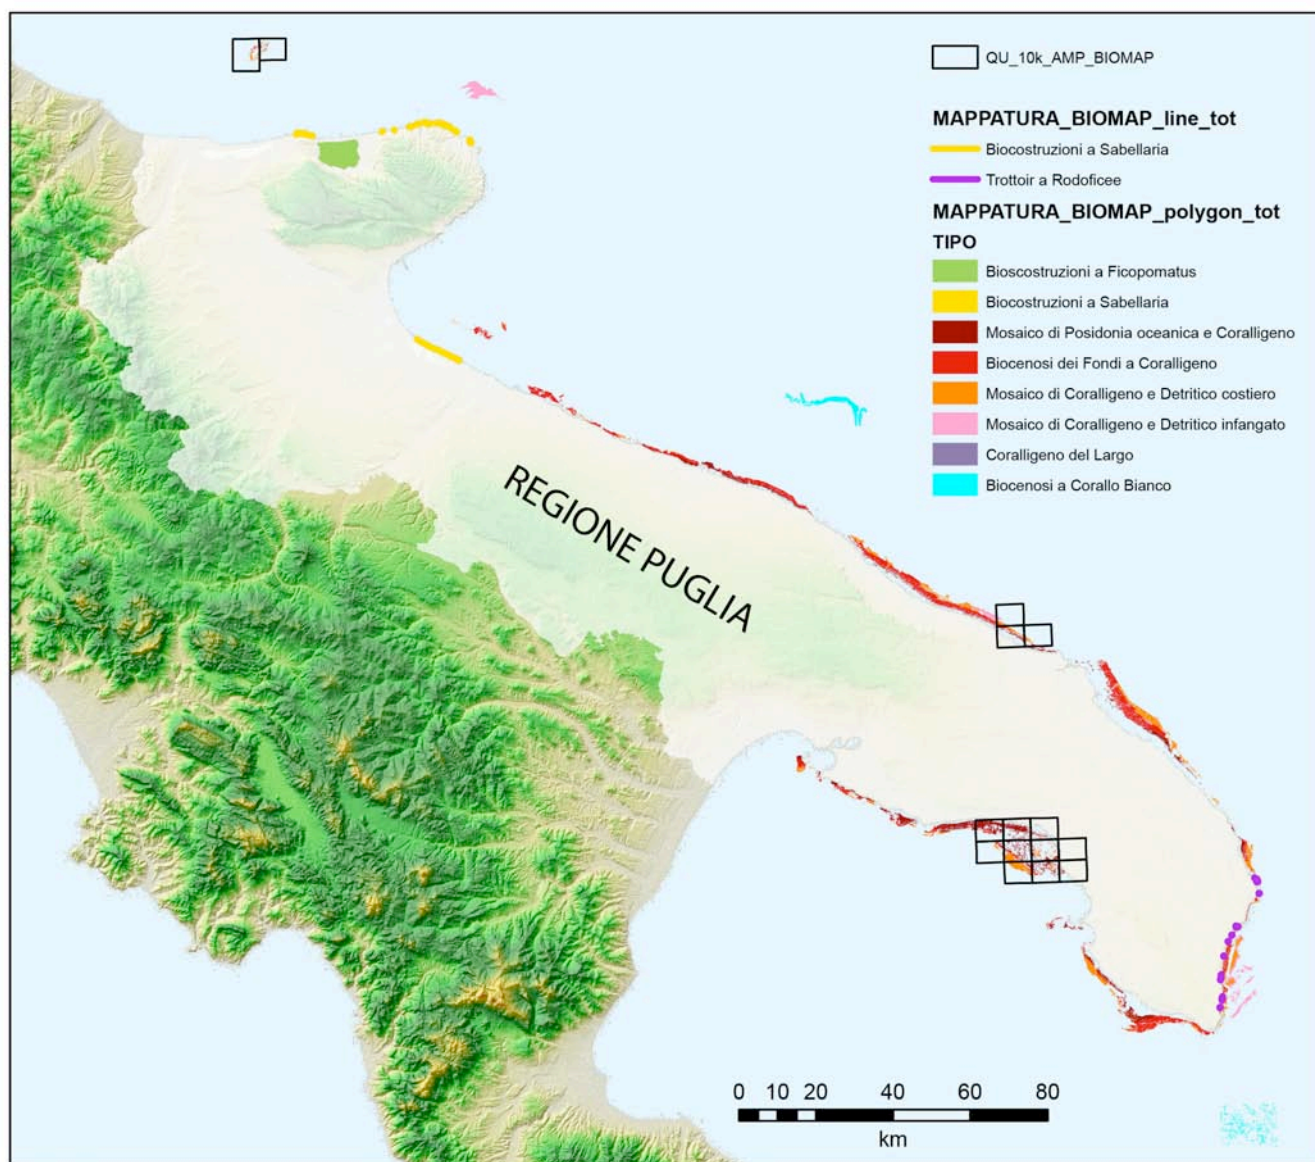 QU_10k_AMP_BIOMAP
MAPPATURA_BIOMAP_line_tot
Biocostruzioni a Sabellaria
Trottoir a Rodoficee
MAPPATURA_BIOMAP_polygon_tot
TIPO
Bioscostruzioni a Ficopomatus
Biocostruzioni a Sabellaria
Mosaico di Posidonia oceanica e Coralligeno
Biocenosi dei Fondi a Coralligeno
Mosaico di Coralligeno e Detritico costiero
Mosaico di Coralligeno e Detritico infangato
Coralligeno del Largo
Biocenosi a Corallo Bianco
REGIONE PUGLIA
0 10 20 40 60 80
km